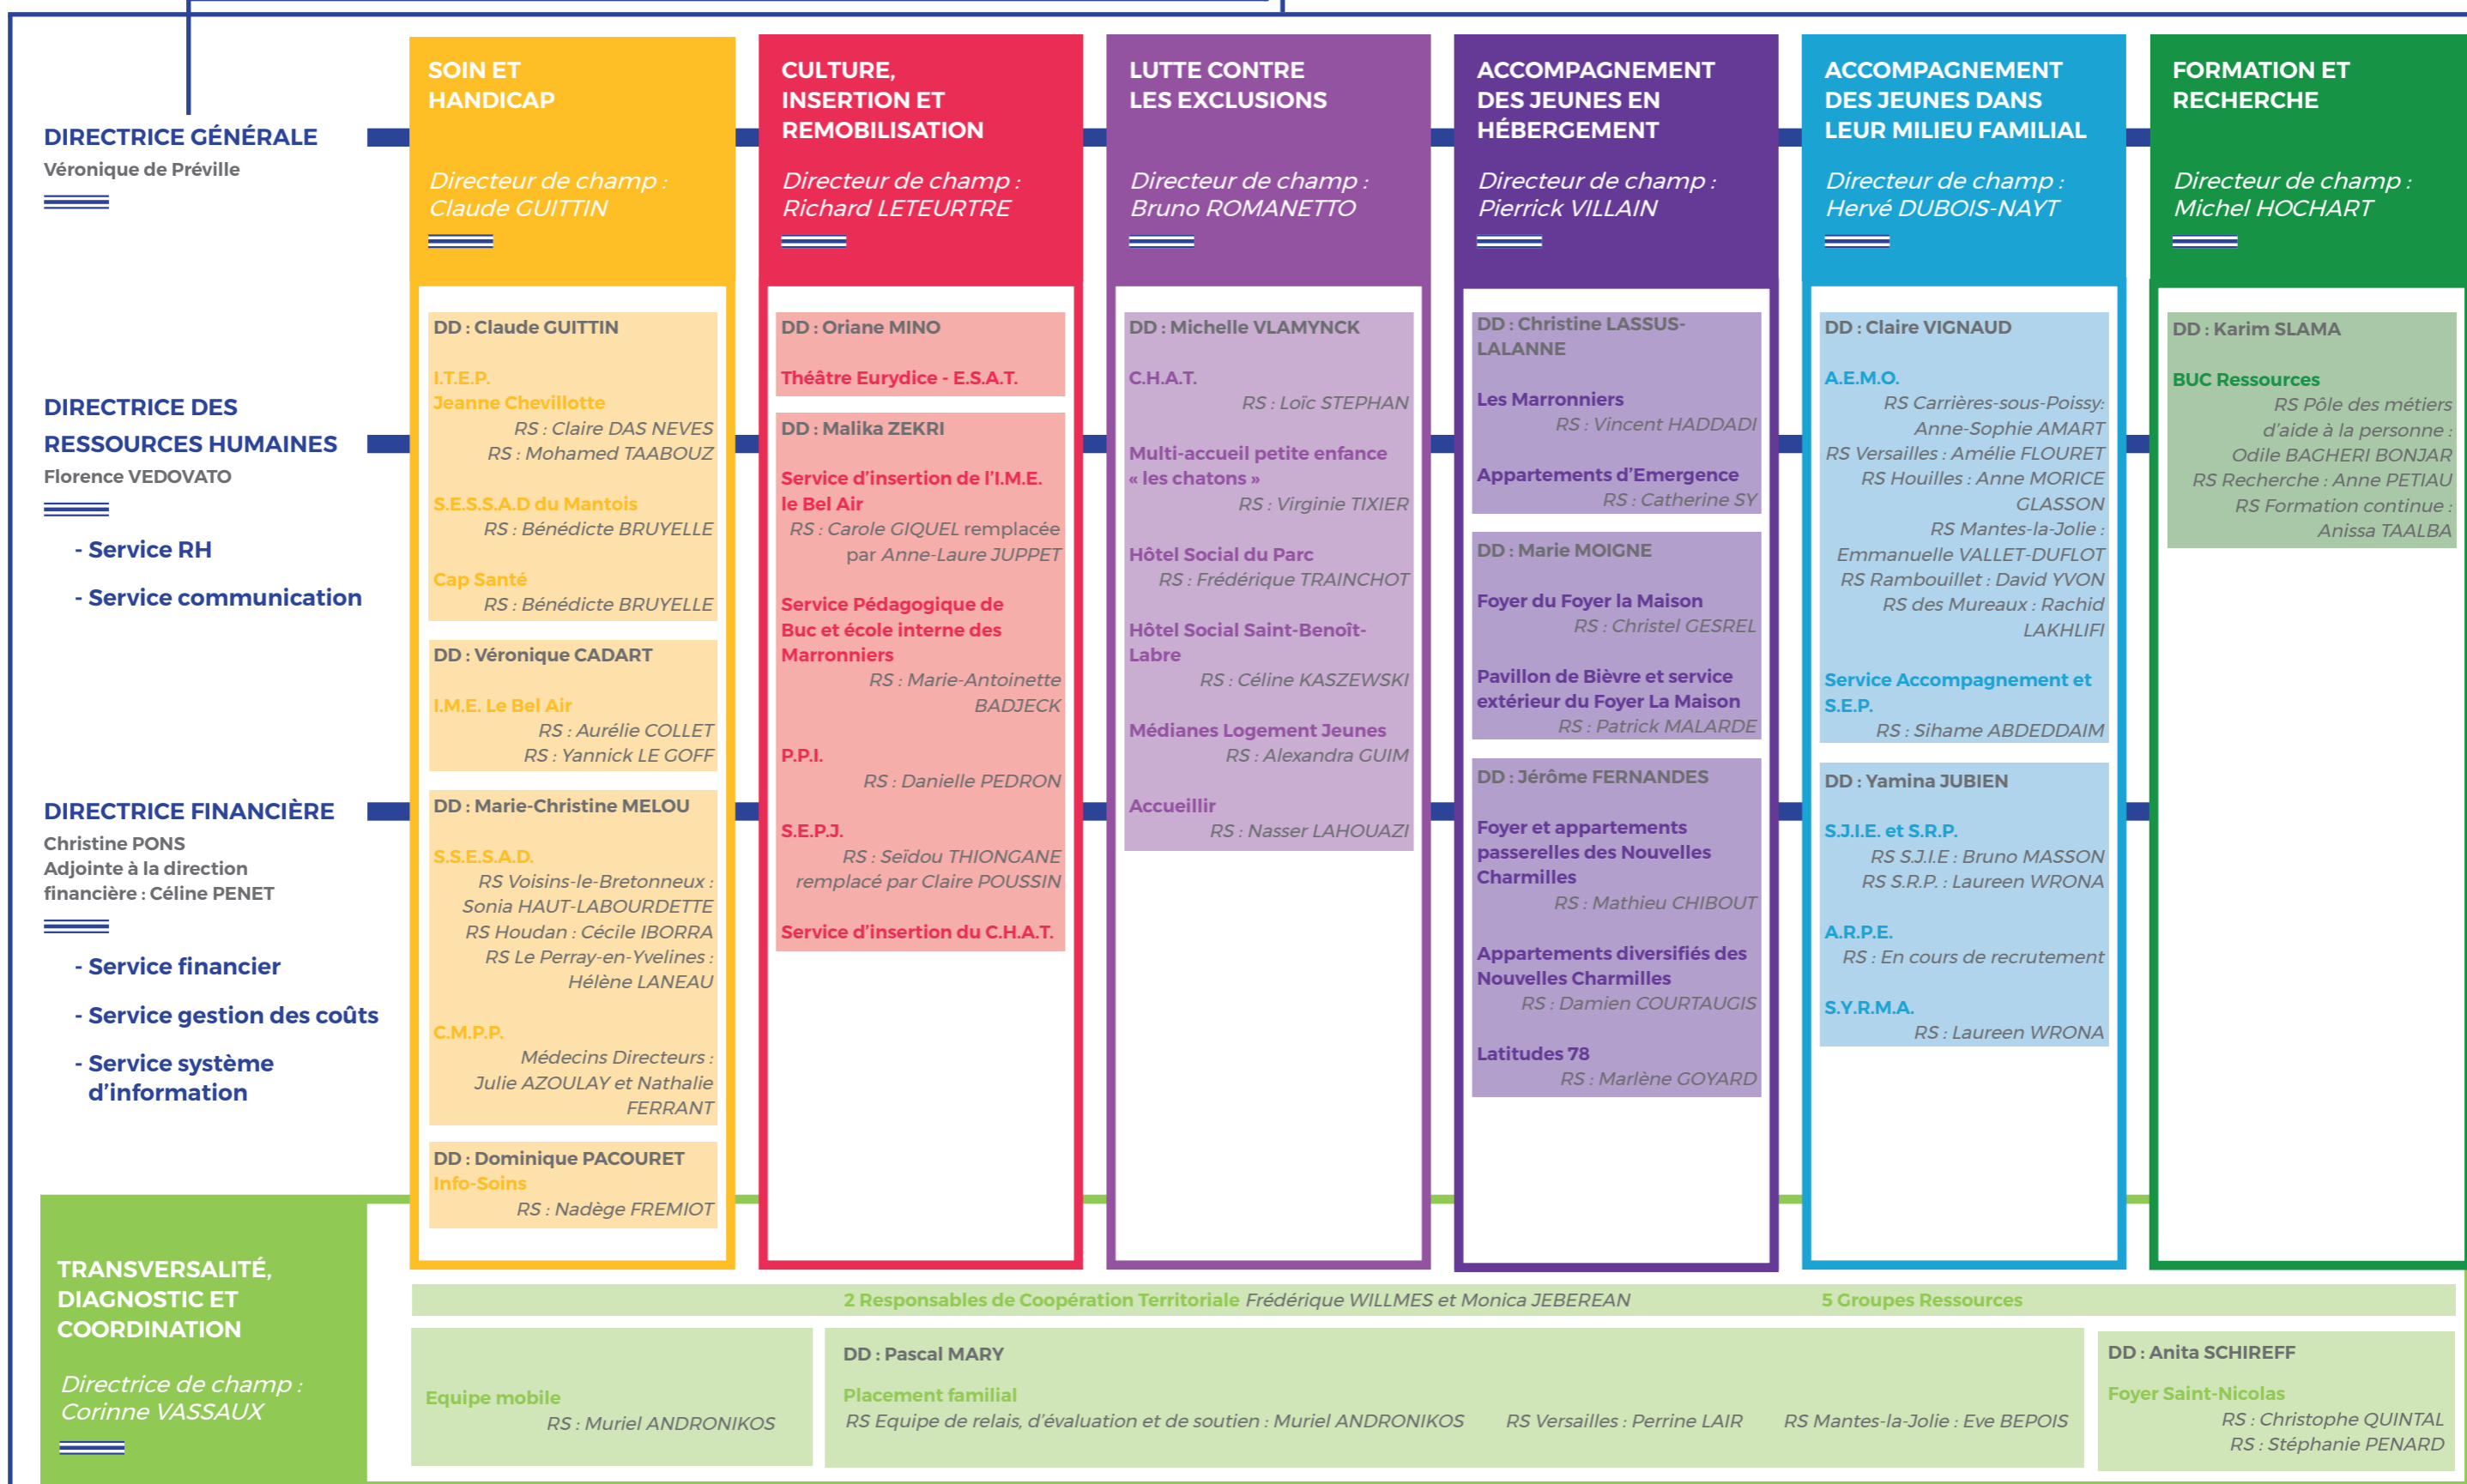 DIRECTRICE GÉNÉRALE
Véronique de Préville
DIRECTRICE DES
RESSOURCES HUMAINES
Florence VEDOVATO
- Service RH
- Service communication
DIRECTRICE FINANCIÈRE
Christine PONS
Adjointe à la direction
financière : Céline PENET
- Service financier
- Service gestion des coûts
- Service système
d'information
SOIN ET
HANDICAP
Directeur de champ :
Claude GUITTIN
DD : Claude GUITTIN
I.T.E.P.
Jeanne Chevillotte
RS : Claire DAS NEVES
RS : Mohamed TAABOUZ
S.E.S.S.A.D du Mantois
RS : Bénédicte BRUYELLE
Cap Santé
RS : Bénédicte BRUYELLE
DD : Véronique CADART
I.M.E. Le Bel Air
RS : Aurélie COLLET
RS : Yannick LE GOFF
DD : Marie-Christine MELOU
S.S.E.S.A.D.
RS Voisins-le-Bretonneux :
Sonia HAUT-LABOURDETTE
RS Houdan : Cécile IBORRA
RS Le Perray-en-Yvelines :
Hélène LANEAU
C.M.P.P.
Médecins Directeurs :
Julie AZOULAY et Nathalie
FERRANT
DD : Dominique PACOURET
Info-Soins
RS : Nadège FREMIOT
CULTURE,
INSERTION ET
REMOBILISATION
Directeur de champ :
Richard LETEURTRE
DD : Oriane MINO
Théâtre Eurydice - E.S.A.T.
DD : Malika ZEKRI
Service d'insertion de l'I.M.E.
le Bel Air
RS : Carole GIQUEL remplacée
par Anne-Laure JUPPET
Service Pédagogique de
Buc et école interne des
Marronniers
RS : Marie-Antoinette
BADJECK
P.P.I.
RS : Danielle PEDRON
S.E.P.J.
RS : Seïdou THIONGANE
remplacé par Claire POUSSIN
Service d'insertion du C.H.A.T.
LUTTE CONTRE
LES EXCLUSIONS
Directeur de champ :
Bruno ROMANETTO
DD : Michelle VLAMYNCK
C.H.A.T.
RS : Loïc STEPHAN
Multi-accueil petite enfance
« les chatons »
RS : Virginie TIXIER
Hôtel Social du Parc
RS : Frédérique TRAINCHOT
Hôtel Social Saint-Benoît-
Labre
RS : Céline KASZEWSKI
Médianes Logement Jeunes
RS : Alexandra GUIM
Accueillir
RS : Nasser LAHOUAZI
ACCOMPAGNEMENT
DES JEUNES EN
HÉBERGEMENT
Directeur de champ :
Pierrick VILLAIN
DD : Christine LASSUS-
LALANNE
Les Marronniers
RS : Vincent HADDADI
Appartements d'Emergence
RS : Catherine SY
DD : Marie MOIGNE
Foyer du Foyer la Maison
RS : Christel GESREL
Pavillon de Bièvre et service
extérieur du Foyer La Maison
RS : Patrick MALARDE
DD : Jérôme FERNANDES
Foyer et appartements
passerelles des Nouvelles
Charmilles
RS : Mathieu CHIBOUT
Appartements diversifiés des
Nouvelles Charmilles
RS : Damien COURTAUGIS
Latitudes 78
RS : Marlène GOYARD
ACCOMPAGNEMENT
DES JEUNES DANS
LEUR MILIEU FAMILIAL
Directeur de champ :
Hervé DUBOIS-NAYT
DD : Claire VIGNAUD
A.E.M.O.
RS Carrières-sous-Poissy:
Anne-Sophie AMART
RS Versailles : Amélie FLOURET
RS Houilles : Anne MORICE
GLASSON
RS Mantes-la-Jolie :
Emmanuelle VALLET-DUFLOT
RS Rambouillet : David YVON
RS des Mureaux : Rachid
LAKHLIFI
Service Accompagnement et
S.E.P.
RS : Sihame ABDEDDAIM
DD : Yamina JUBIEN
S.J.I.E. et S.R.P.
RS S.J.I.E : Bruno MASSON
RS S.R.P. : Laureen WRONA
A.R.P.E.
RS : En cours de recrutement
S.Y.R.M.A.
RS : Laureen WRONA
FORMATION ET
RECHERCHE
Directeur de champ :
Michel HOCHART
DD : Karim SLAMA
BUC Ressources
RS Pôle des métiers
d'aide à la personne :
Odile BAGHERI BONJAR
RS Recherche : Anne PETIAU
RS Formation continue :
Anissa TAALBA
TRANSVERSALITÉ,
DIAGNOSTIC ET
COORDINATION
Directrice de champ :
Corinne VASSAUX
2 Responsables de Coopération Territoriale Frédérique WILLMES et Monica JEBEREAN
5 Groupes Ressources
Equipe mobile
RS : Muriel ANDRONIKOS
DD : Pascal MARY
Placement familial
RS Equipe de relais, d'évaluation et de soutien : Muriel ANDRONIKOS RS Versailles : Perrine LAIR RS Mantes-la-Jolie : Eve BEPOIS
DD : Anita SCHIREFF
Foyer Saint-Nicolas
RS : Christophe QUINTAL
RS : Stéphanie PENARD